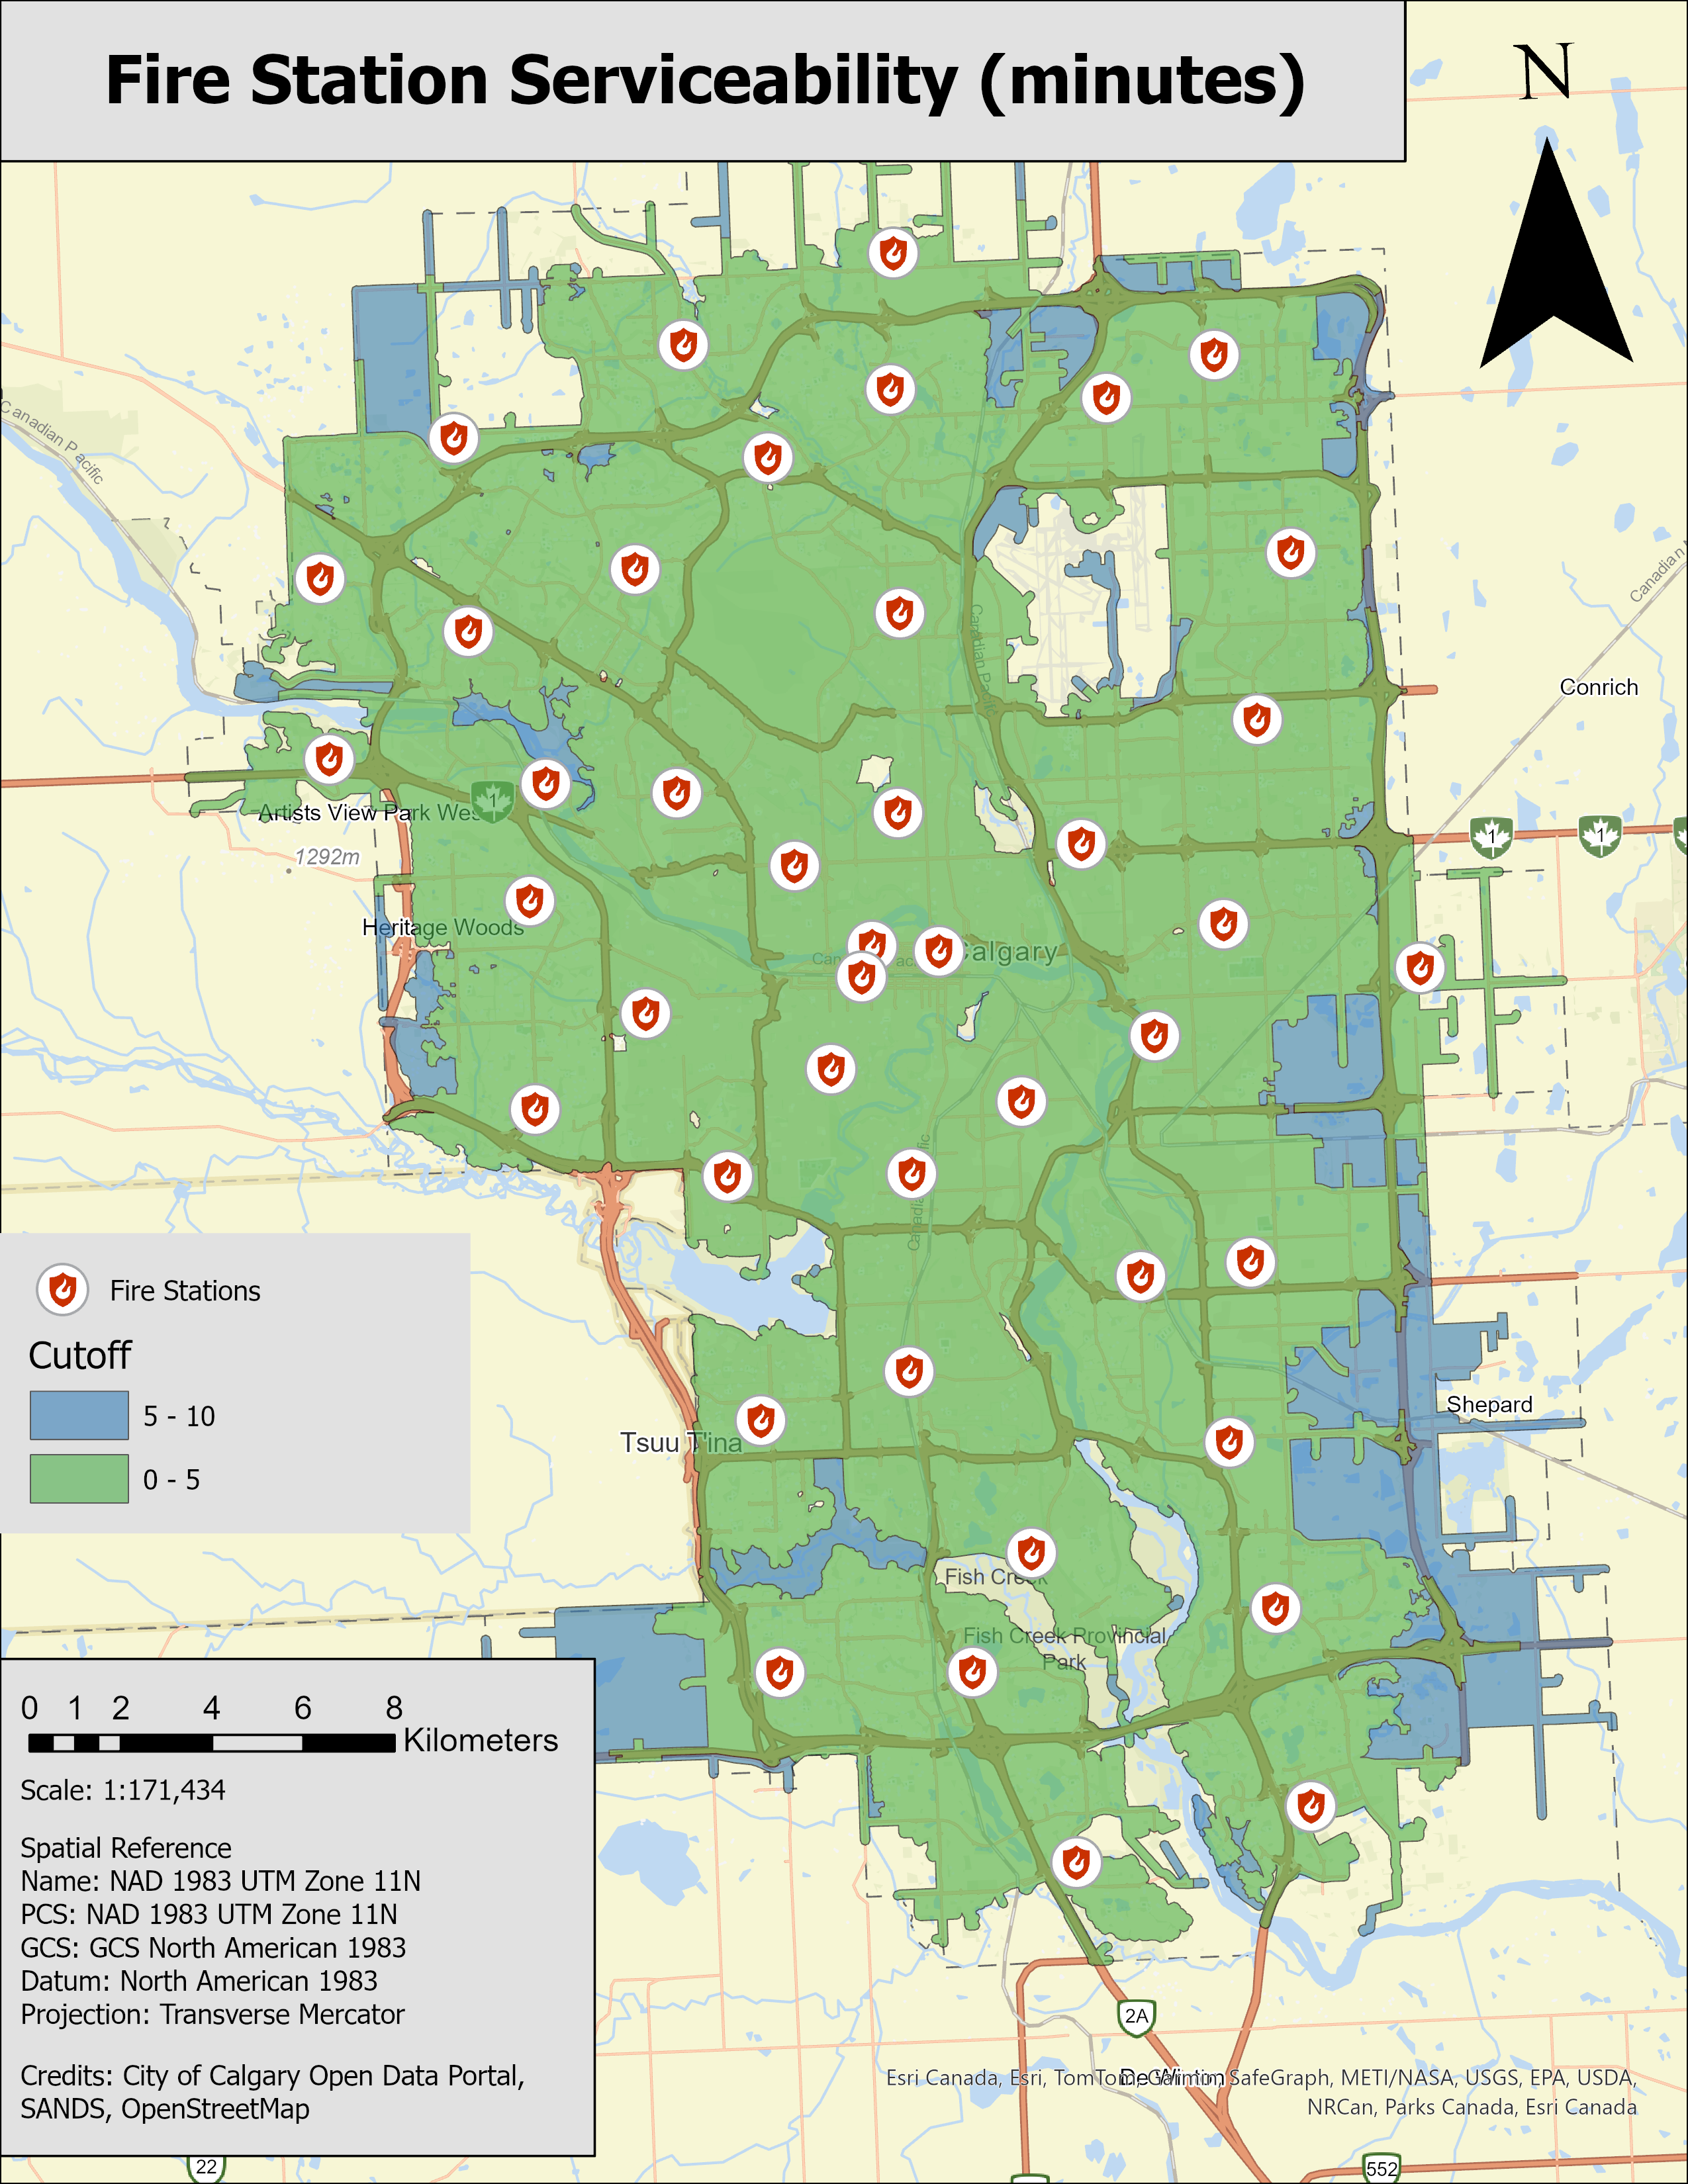 Fire Station Serviceability (minutes)
N
Canadian Pacific
Canadian
Conrich
Canadian Pacific
1
Artists View Park Wes
1292m
1
1
Heritage Woods
Calgary
Canadian Pacific
Fire Stations
Cutoff
5 - 10
0 - 5
Shepard
Tsuu T'ina
Fish Creek
Fish Creek Provincial
Park
0 1 2 4 6 8
Kilometers
Scale: 1:171,434
Spatial Reference
Name: NAD 1983 UTM Zone 11N
PCS: NAD 1983 UTM Zone 11N
GCS: GCS North American 1983
Datum: North American 1983
Projection: Transverse Mercator
Credits: City of Calgary Open Data Portal,
SANDS, OpenStreetMap
2A
De Winton
Esri Canada, Esri, TomTom, Garmin, SafeGraph, METI/NASA, USGS, EPA, USDA,
NRCan, Parks Canada, Esri Canada
22
552